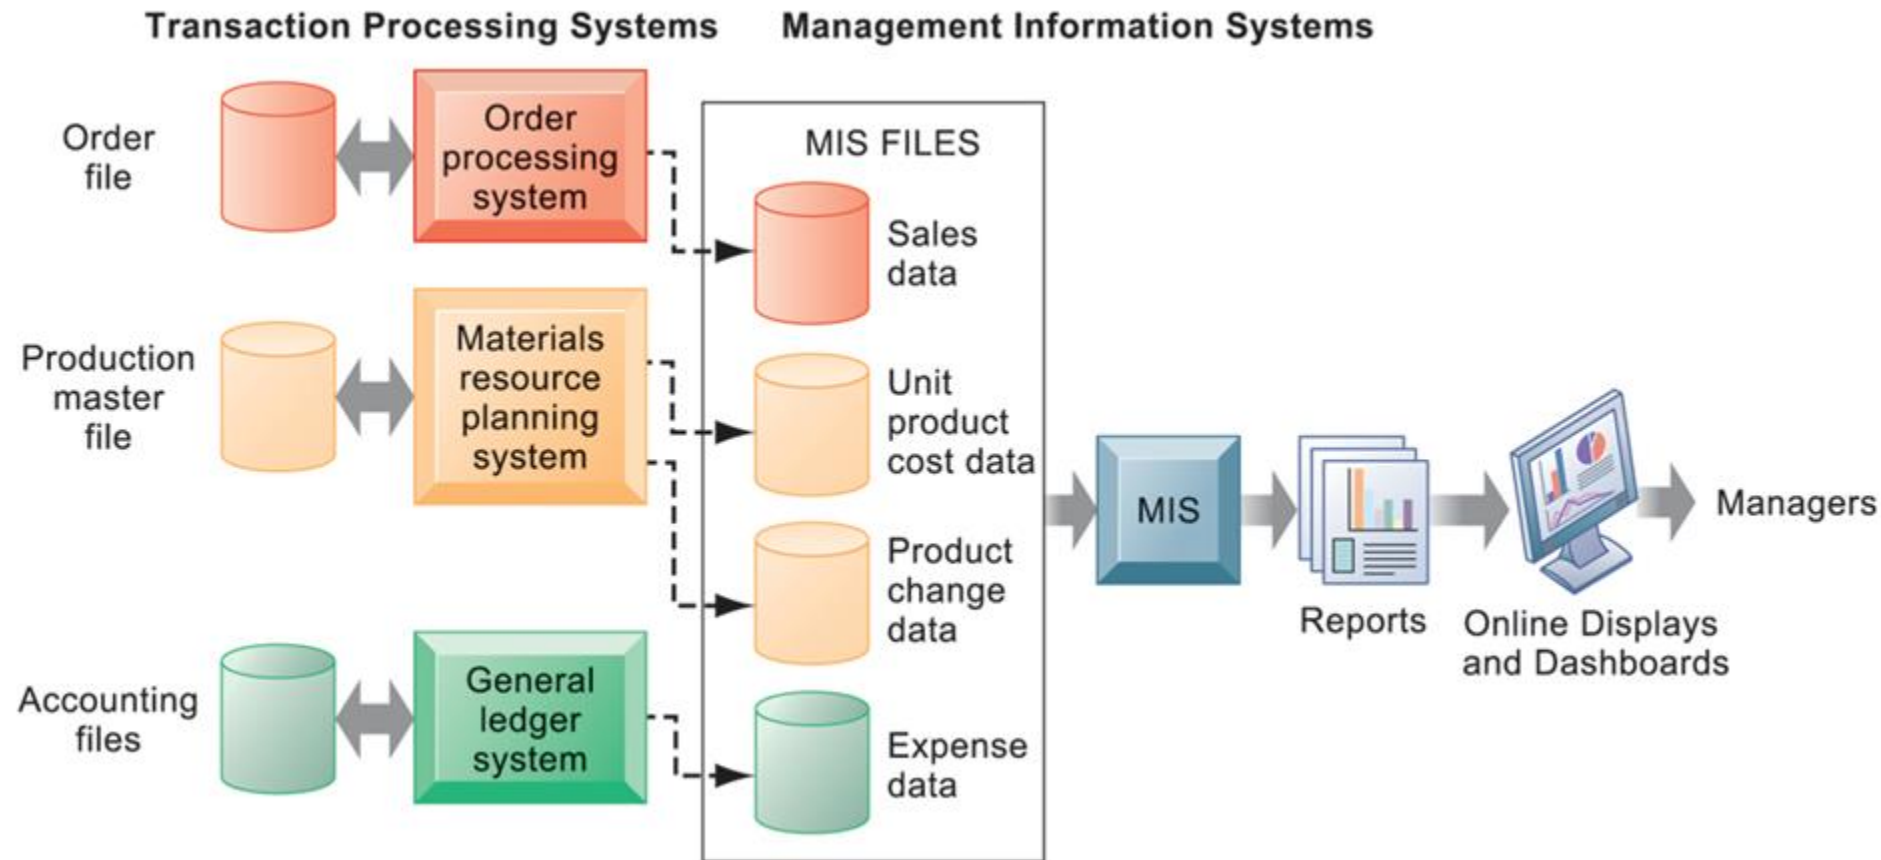 Transaction Processing Systems
Management Information Systems
Order
file
Order
processing
system
MIS FILES
Sales
data
Production
master
file
Materials
resource
planning
system
Unit
product
cost data
Product
change
data
MIS
Reports
Online Displays
and Dashboards
Managers
Accounting
files
General
ledger
system
Expense
data